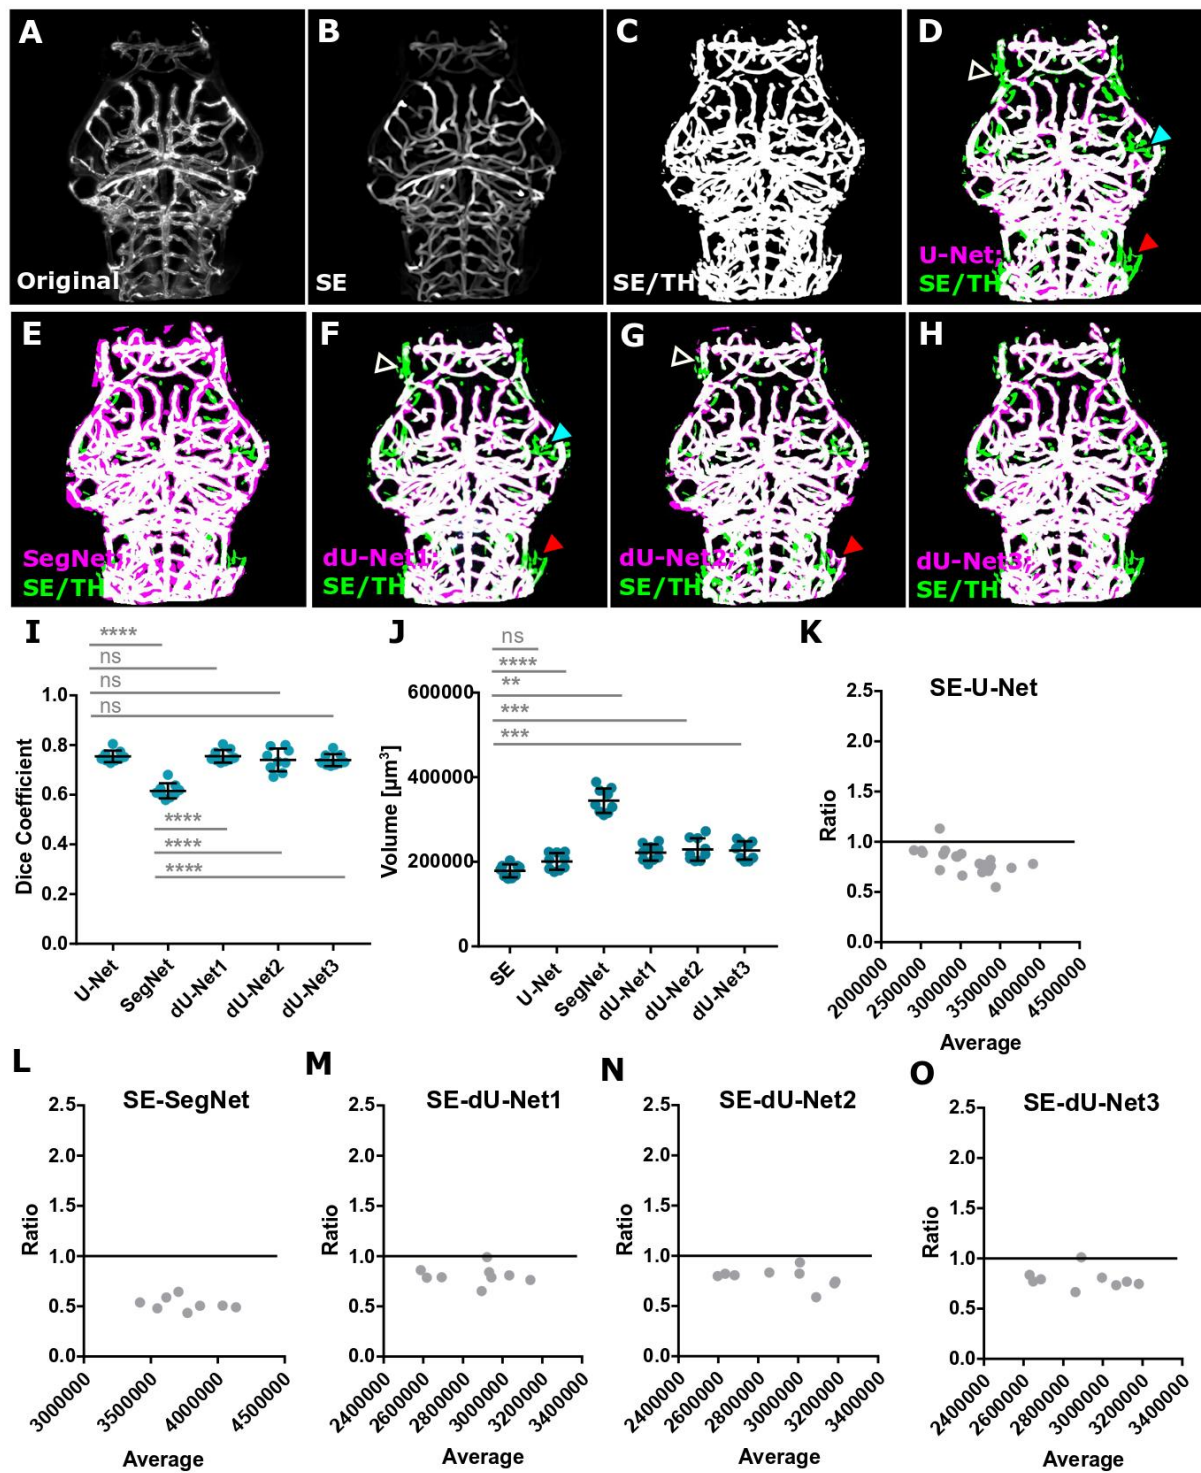 A
Original
B
SE
C
SE/TH
D
U-Net;
SE/TH
E
SegNet;
SE/TH
F
dU-Net1;
SE/TH
G
dU-Net2;
SE/TH
H
dU-Net3;
SE/TH
I
****
ns
ns
ns
1.0
0.8
0.6
0.4
0.2
0.0
Dice Coefficient
****
****
****
U-Net
SegNet
dU-Net1
dU-Net2
dU-Net3
J
ns
****
**
***
***
600000
400000
200000
0
Volume [µm³]
SE
U-Net
SegNet
dU-Net1
dU-Net2
dU-Net3
K
SE-U-Net
2.5
2.0
1.5
1.0
0.5
0.0
Ratio
2000000
2500000
3000000
3500000
4000000
4500000
Average
L
SE-SegNet
2.5
2.0
1.5
1.0
0.5
0.0
Ratio
3000000
3500000
4000000
4500000
Average
M
SE-dU-Net1
2.5
2.0
1.5
1.0
0.5
0.0
Ratio
2400000
2600000
2800000
3000000
3200000
3400000
Average
N
SE-dU-Net2
2.5
2.0
1.5
1.0
0.5
0.0
Ratio
2400000
2600000
2800000
3000000
3200000
3400000
Average
O
SE-dU-Net3
2.5
2.0
1.5
1.0
0.5
0.0
Ratio
2400000
2600000
2800000
3000000
3200000
3400000
Average